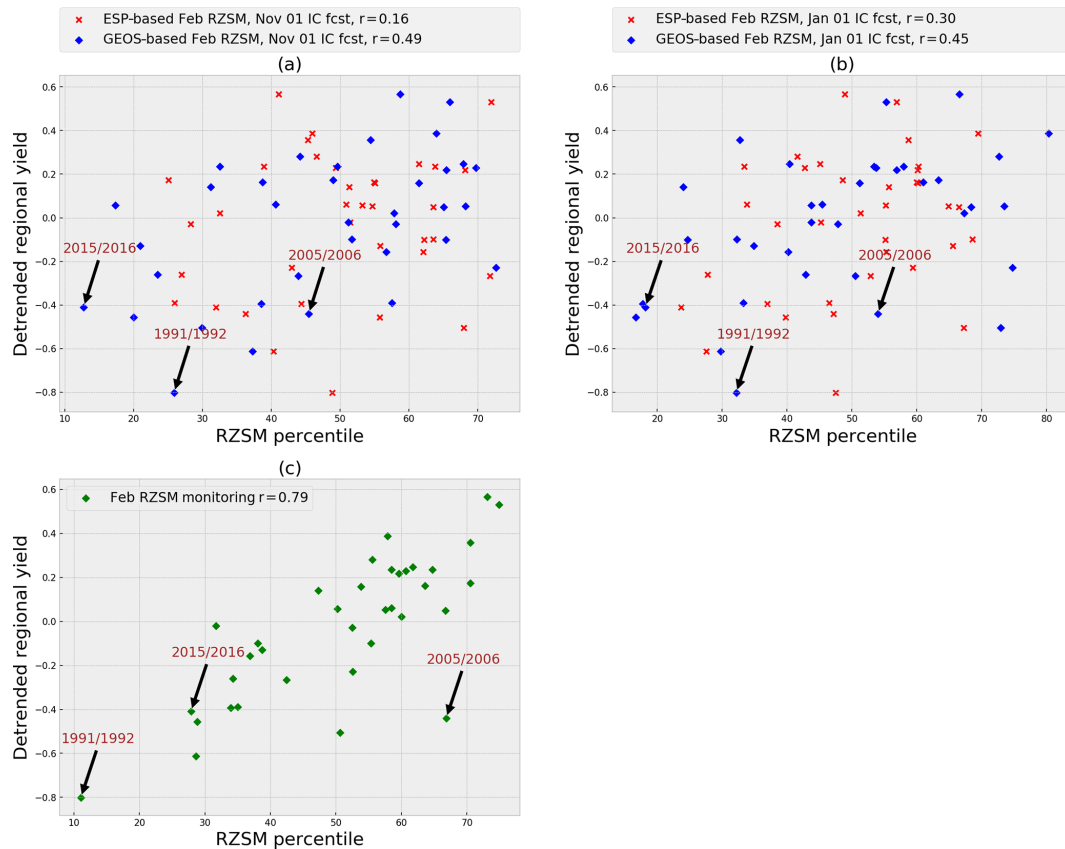 ESP-based Feb RZSM, Nov 01 IC fcst, r=0.16
GEOS-based Feb RZSM, Nov 01 IC fcst, r=0.49
(a)
Detrended regional yield
0.6
0.4
0.2
0.0
−0.2
−0.4
−0.6
−0.8
2015/2016
2005/2006
1991/1992
10 20 30 40 50 60 70
RZSM percentile
ESP-based Feb RZSM, Jan 01 IC fcst, r=0.30
GEOS-based Feb RZSM, Jan 01 IC fcst, r=0.45
(b)
Detrended regional yield
0.6
0.4
0.2
0.0
−0.2
−0.4
−0.6
−0.8
2015/2016
2005/2006
1991/1992
20 30 40 50 60 70 80
RZSM percentile
(c)
Feb RZSM monitoring r=0.79
Detrended regional yield
0.6
0.4
0.2
0.0
−0.2
−0.4
−0.6
−0.8
2015/2016
2005/2006
1991/1992
10 20 30 40 50 60 70
RZSM percentile